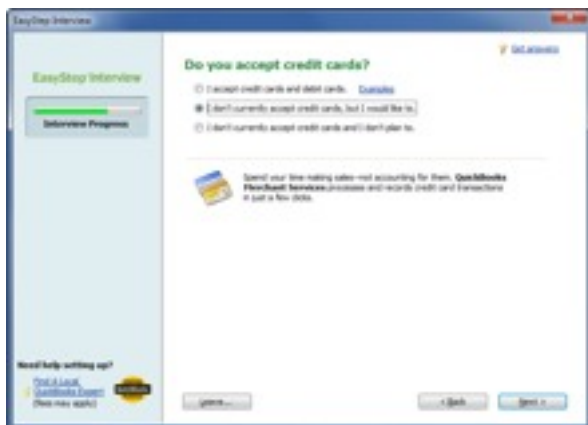 EasyStep Interview
Get answers
EasyStep Interview
Interview Progress
Do you accept credit cards?
I accept credit cards and debit cards. Examples
I don't currently accept credit cards, but I would like to.
I don't currently accept credit cards and I don't plan to.
Spend your time making sales-not accounting for them. QuickBooks
Merchant Services processes and records credit card transactions
in just a few clicks.
Need help setting up?
Find A Local
QuickBooks Expert
(Fees may apply)
QuickBooks
Leave...
< Back
Next >